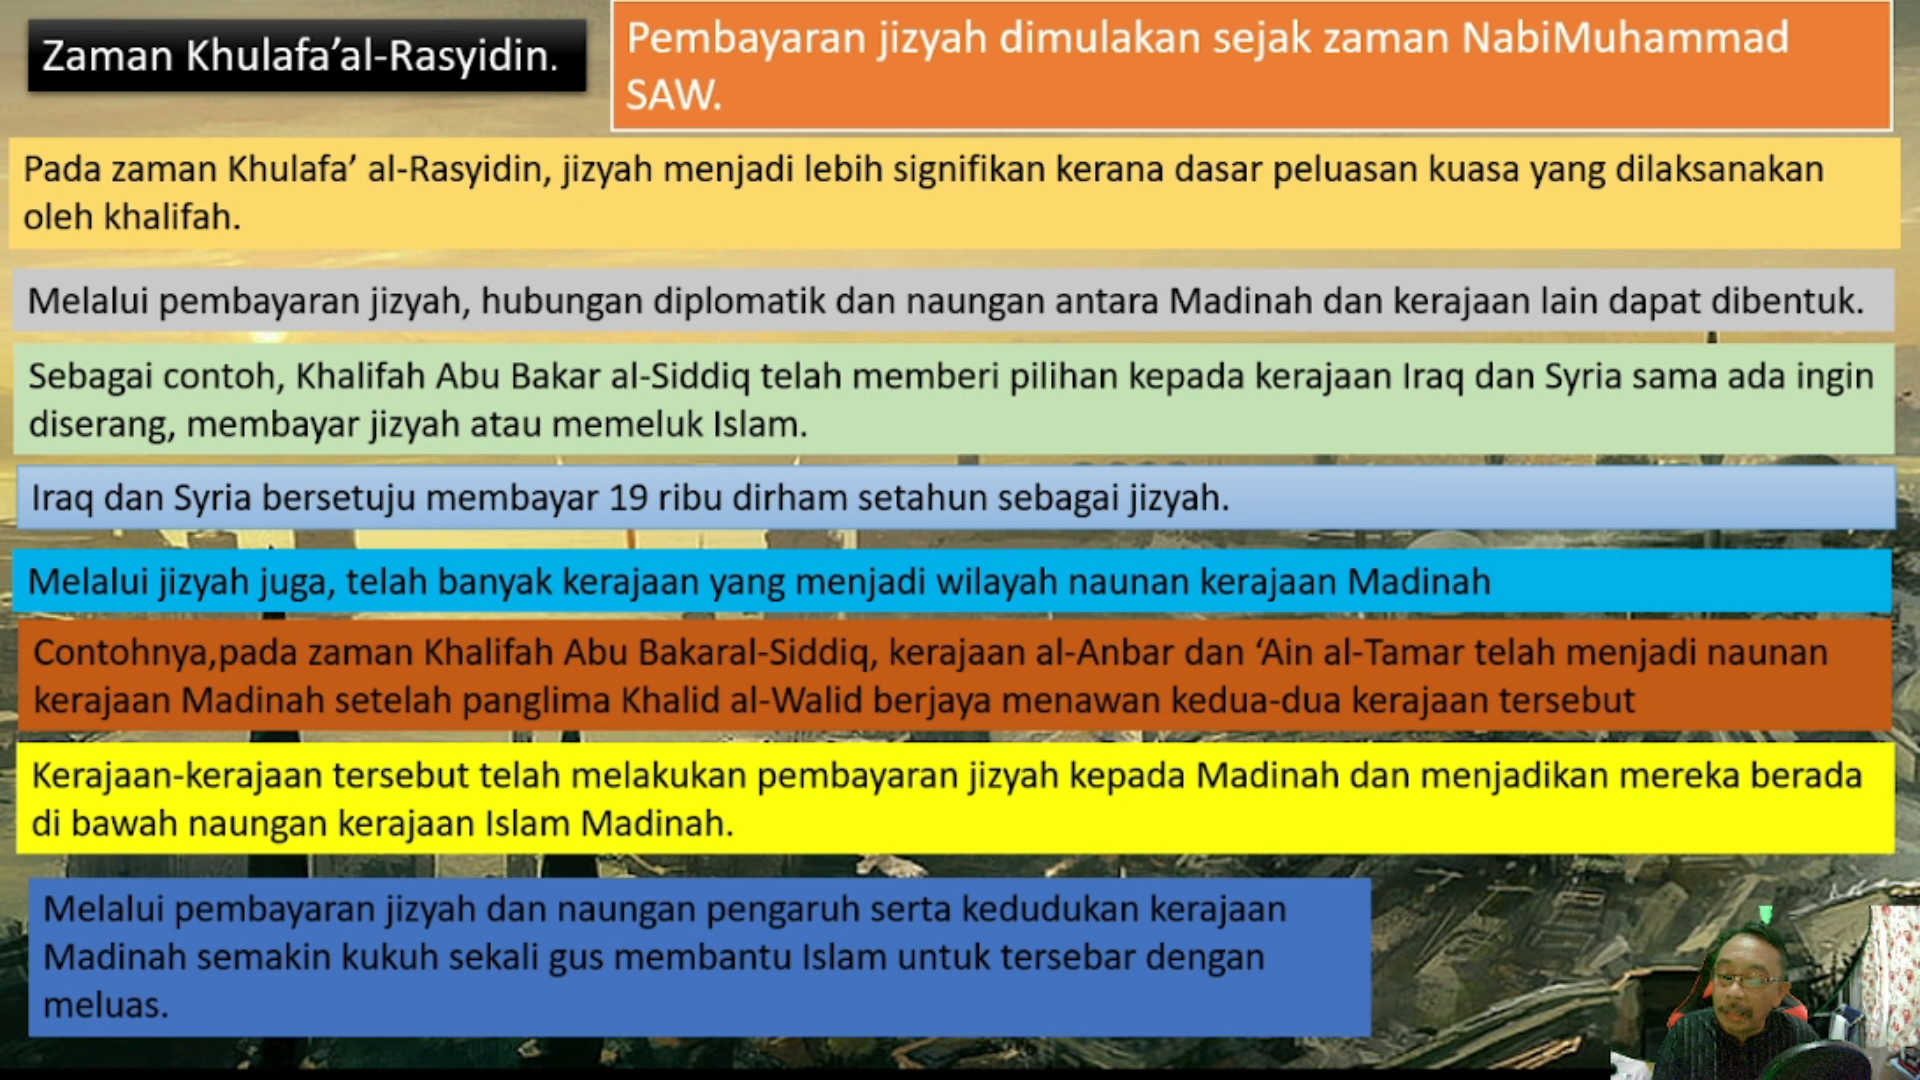 Zaman Khulafa’al-Rasyidin.
Pembayaran jizyah dimulakan sejak zaman NabiMuhammad
SAW.
Pada zaman Khulafa’ al-Rasyidin, jizyah menjadi lebih signifikan kerana dasar peluasan kuasa yang dilaksanakan
oleh khalifah.
Melalui pembayaran jizyah, hubungan diplomatik dan naungan antara Madinah dan kerajaan lain dapat dibentuk.
Sebagai contoh, Khalifah Abu Bakar al-Siddiq telah memberi pilihan kepada kerajaan Iraq dan Syria sama ada ingin
diserang, membayar jizyah atau memeluk Islam.
Iraq dan Syria bersetuju membayar 19 ribu dirham setahun sebagai jizyah.
Melalui jizyah juga, telah banyak kerajaan yang menjadi wilayah naunan kerajaan Madinah
Contohnya,pada zaman Khalifah Abu Bakaral-Siddiq, kerajaan al-Anbar dan ‘Ain al-Tamar telah menjadi naunan
kerajaan Madinah setelah panglima Khalid al-Walid berjaya menawan kedua-dua kerajaan tersebut
Kerajaan-kerajaan tersebut telah melakukan pembayaran jizyah kepada Madinah dan menjadikan mereka berada
di bawah naungan kerajaan Islam Madinah.
Melalui pembayaran jizyah dan naungan pengaruh serta kedudukan kerajaan
Madinah semakin kukuh sekali gus membantu Islam untuk tersebar dengan
meluas.